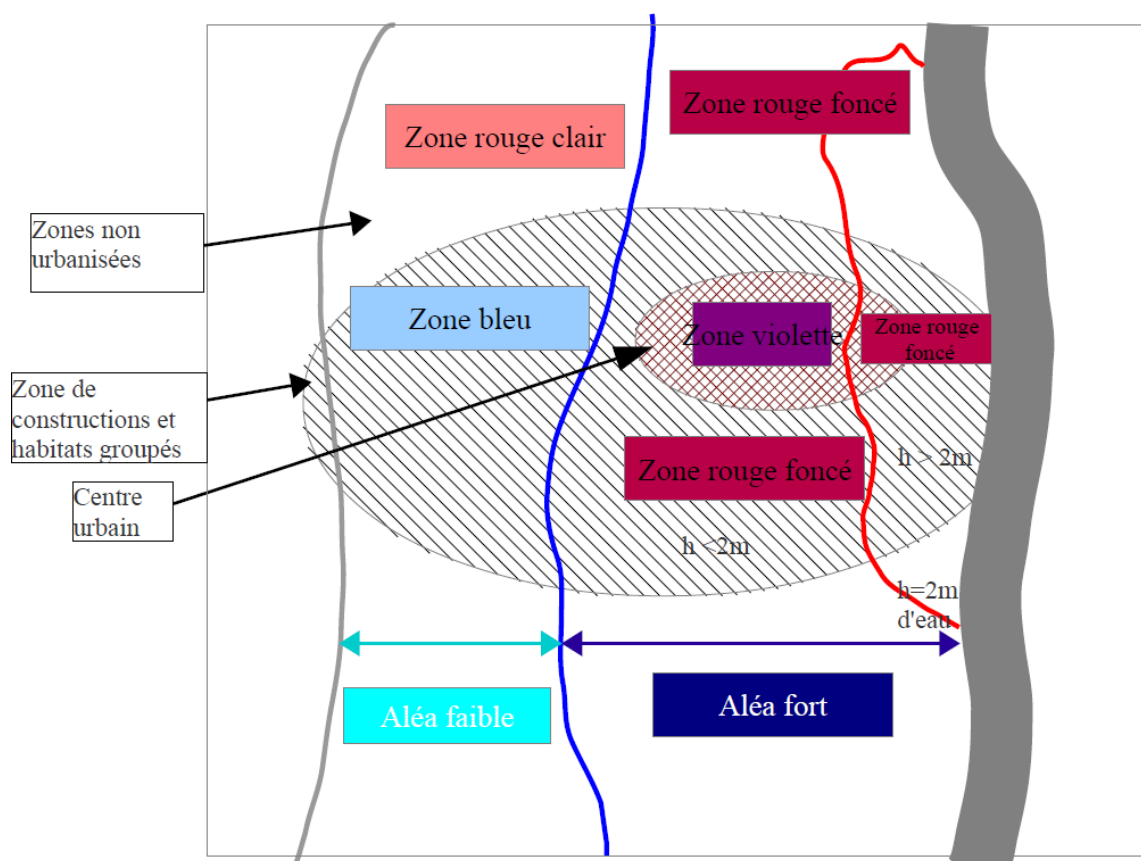 Zone rouge foncé
Zone rouge clair
Zones non
urbanisées
Zone bleu
Zone violette
Zone rouge
foncé
Zone de
constructions et
habitats groupés
Zone rouge foncé
h > 2m
Centre
urbain
h <2m
h=2m
d'eau
Aléa faible
Aléa fort